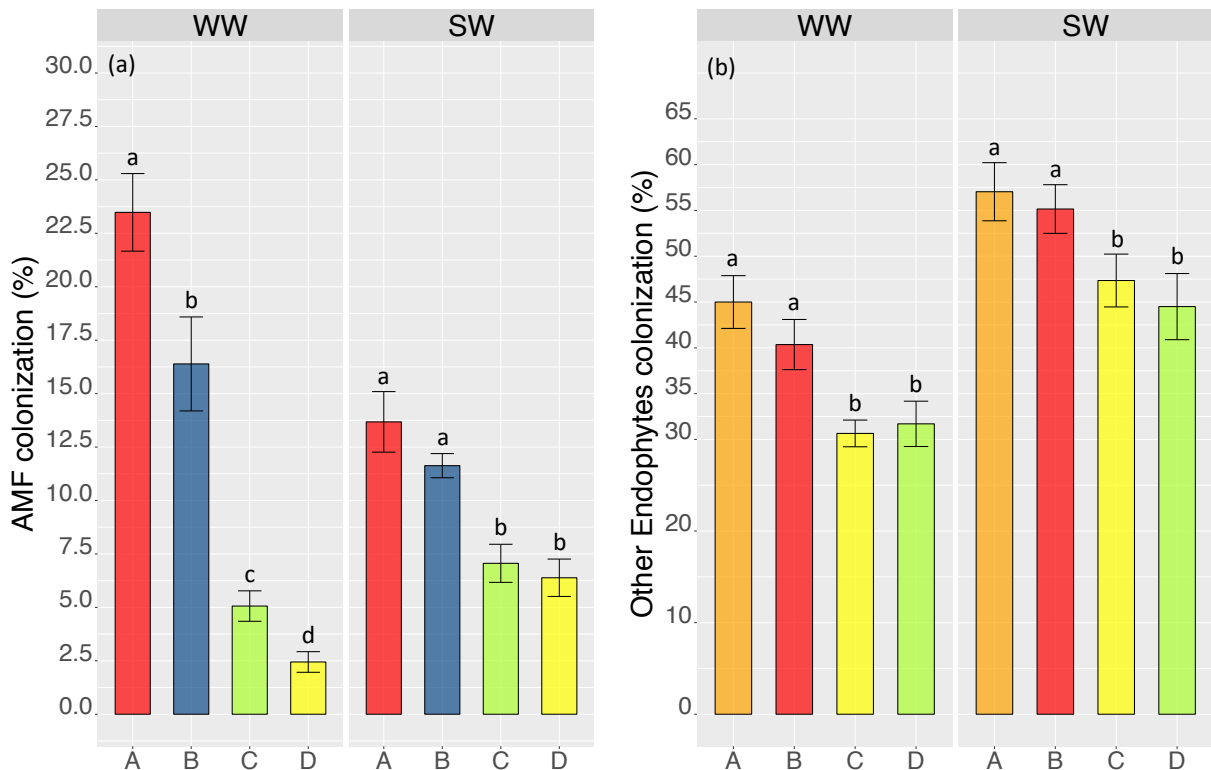 WW SW
(a)
AMF colonization (%)
30.0
27.5
25.0
22.5
20.0
17.5
15.0
12.5
10.0
7.5
5.0
2.5
0.0
a
b
c
d
a
a
b
b
A B C D A B C D
WW SW
(b)
Other Endophytes colonization (%)
65
60
55
50
45
40
35
30
20
10
0
a
a
b
b
a
a
b
b
A B C D A B C D